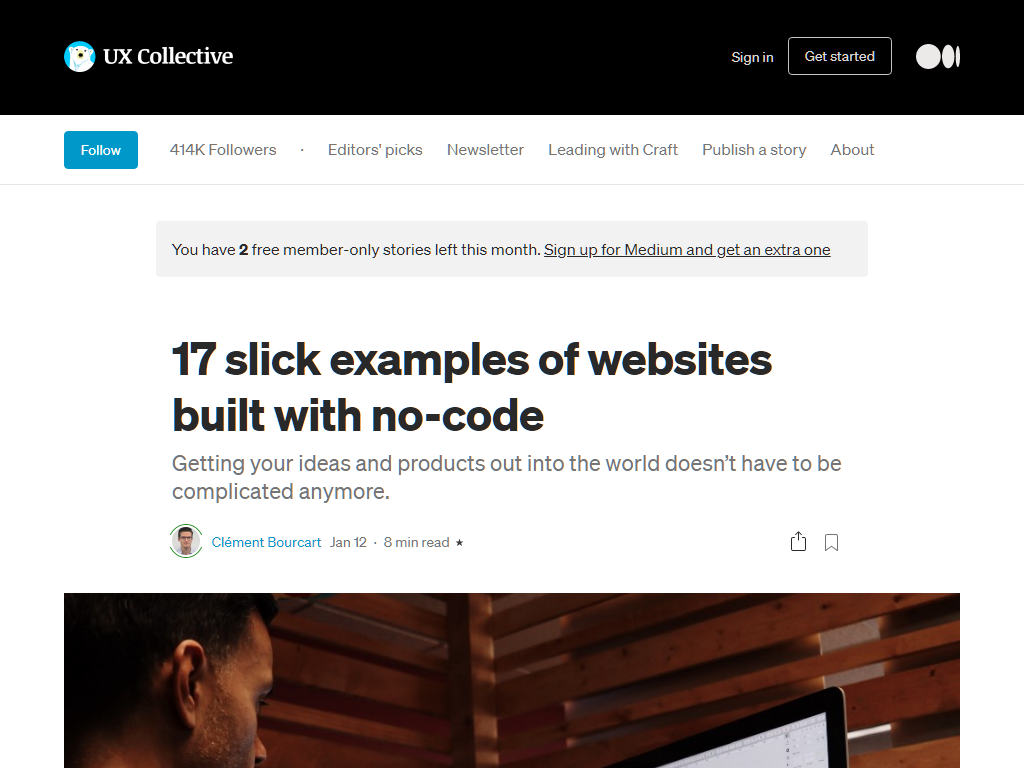 UX Collective
Sign in
Get started
Follow
414K Followers · Editors' picks Newsletter Leading with Craft Publish a story About
You have 2 free member-only stories left this month. Sign up for Medium and get an extra one
17 slick examples of websites
built with no-code
Getting your ideas and products out into the world doesn’t have to be
complicated anymore.
Clément Bourcart Jan 12 · 8 min read ★